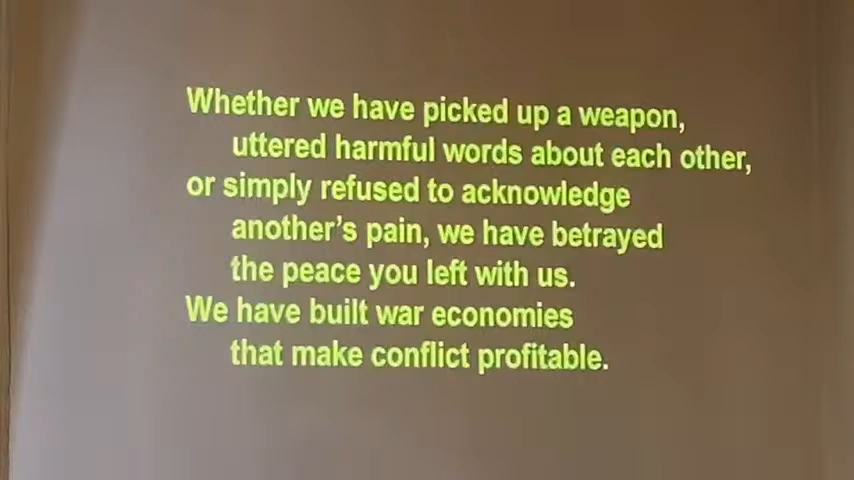 Whether we have picked up a weapon,
uttered harmful words about each other,
or simply refused to acknowledge
another’s pain, we have betrayed
the peace you left with us.
We have built war economies
that make conflict profitable.